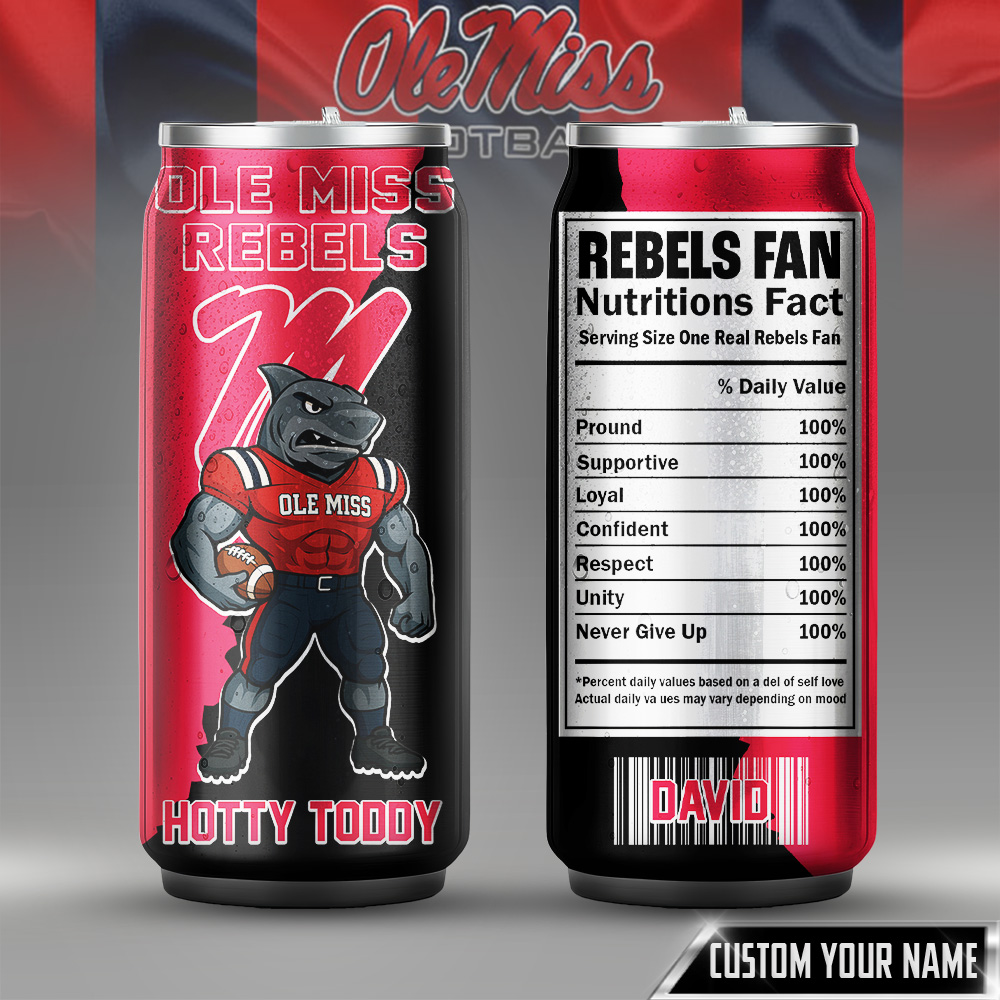 Ole Miss
OTBA
OLE MISS
REBELS
M
OLE MISS
HOTTY TODDY
REBELS FAN
Nutritions Fact
Serving Size One Real Rebels Fan
% Daily Value
Pround 100%
Supportive 100%
Loyal 100%
Confident 100%
Respect 100%
Unity 100%
Never Give Up 100%
*Percent daily values based on a del of self love
Actual daily va ues may vary depending on mood
DAVID
CUSTOM YOUR NAME